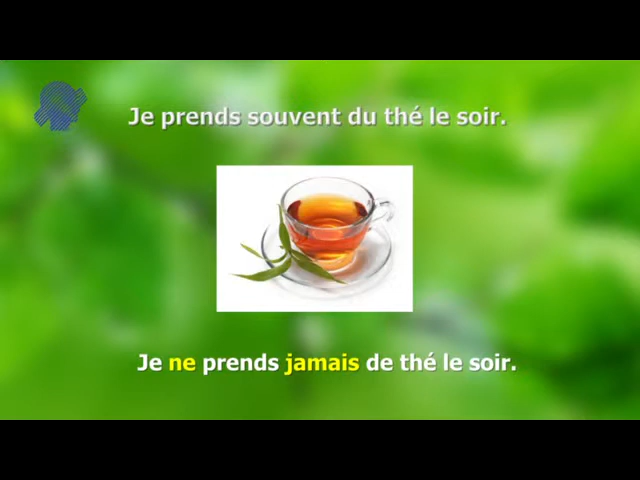 Je prends souvent du thé le soir.
Je ne prends jamais de thé le soir.